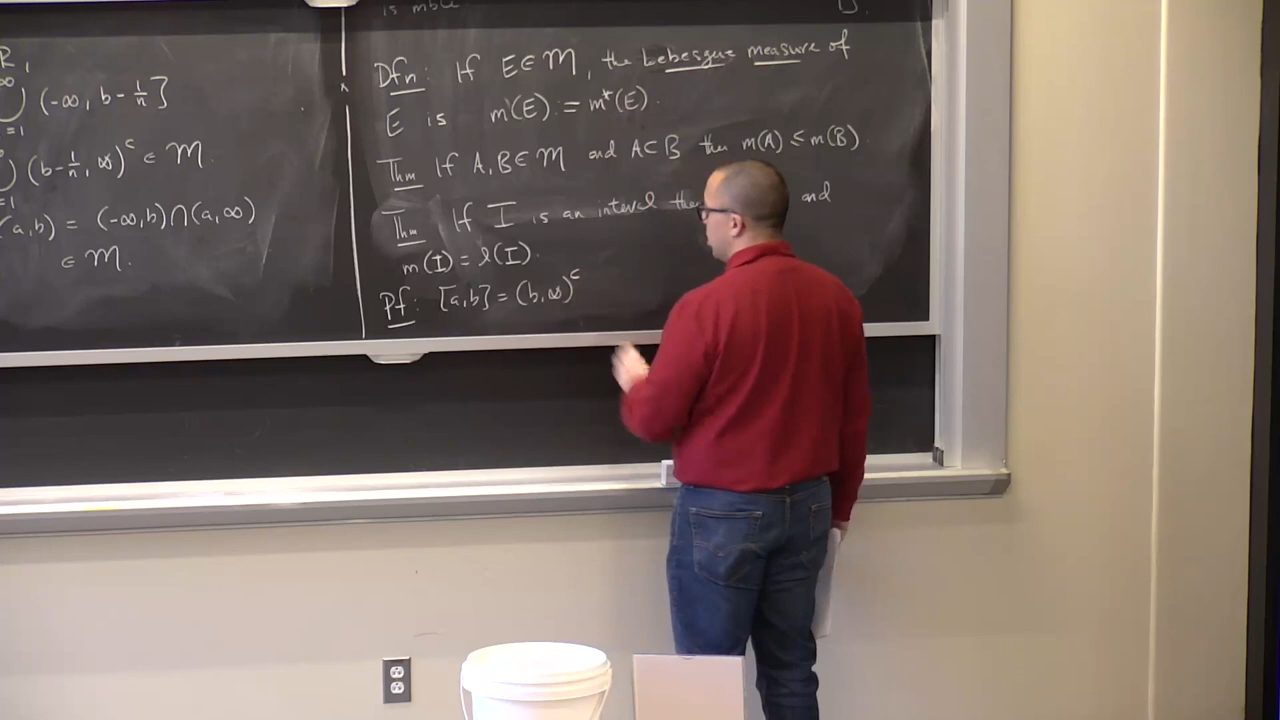 R,
∞
⋃ (-∞, b - 1/n]
=1
(b - 1/n, ∞)ᶜ ∈ M.
=1
(a,b) = (-∞,b) ⋂ (a,∞)
∈ M.
is mble
□.
Dfn: If E ∈ M, the Lebesgue measure of
E is m(E) := m*(E).
Thm If A, B ∈ M and A ⊂ B then m(A) ≤ m(B).
Thm If I is an interval then and
m(I) = ℓ(I).
Pf: [a,b] = (b,∞)ᶜ